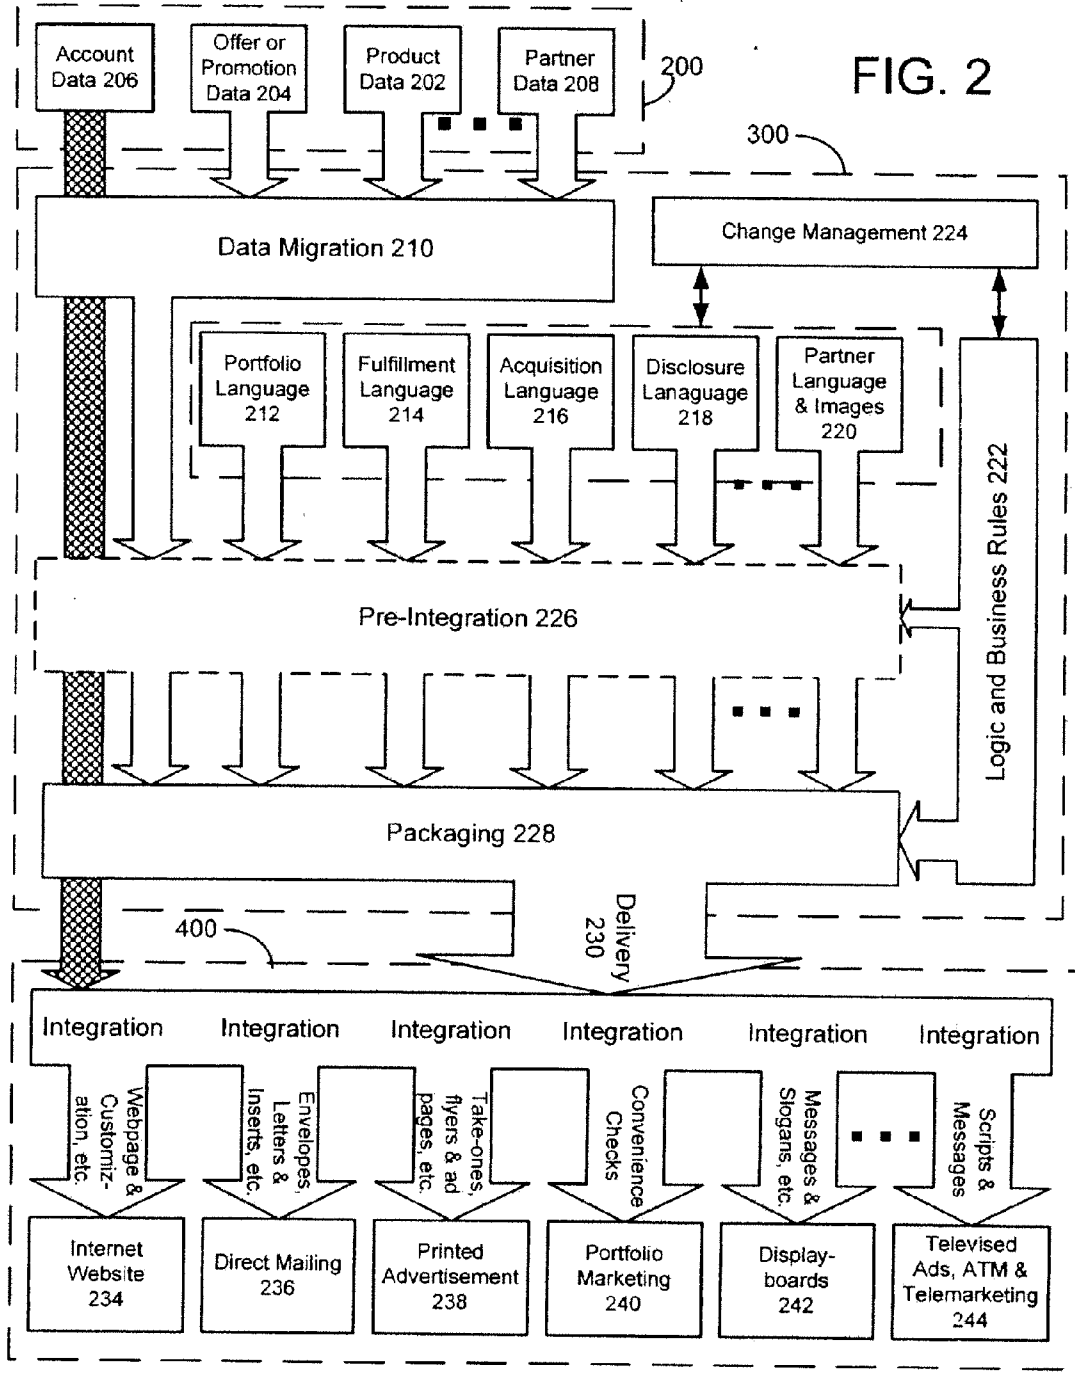 FIG. 2
Account
Data 206
Offer or
Promotion
Data 204
Product
Data 202
Partner
Data 208
200
300
Data Migration 210
Change Management 224
Portfolio
Language
212
Fulfillment
Language
214
Acquisition
Language
216
Disclosure
Lanaguage
218
Partner
Language
& Images
220
Logic and Business Rules 222
Pre-Integration 226
Packaging 228
Delivery
230
400
Integration
Integration
Integration
Integration
Integration
Integration
Webpage &
Customiz-
ation, etc.
Envelopes,
Letters &
Inserts, etc.
Take-ones,
flyers & ad
pages, etc.
Convenience
Checks
Messages &
Slogans, etc.
Scripts &
Messages
Internet
Website
234
Direct Mailing
236
Printed
Advertisement
238
Portfolio
Marketing
240
Display-
boards
242
Televised
Ads, ATM &
Telemarketing
244